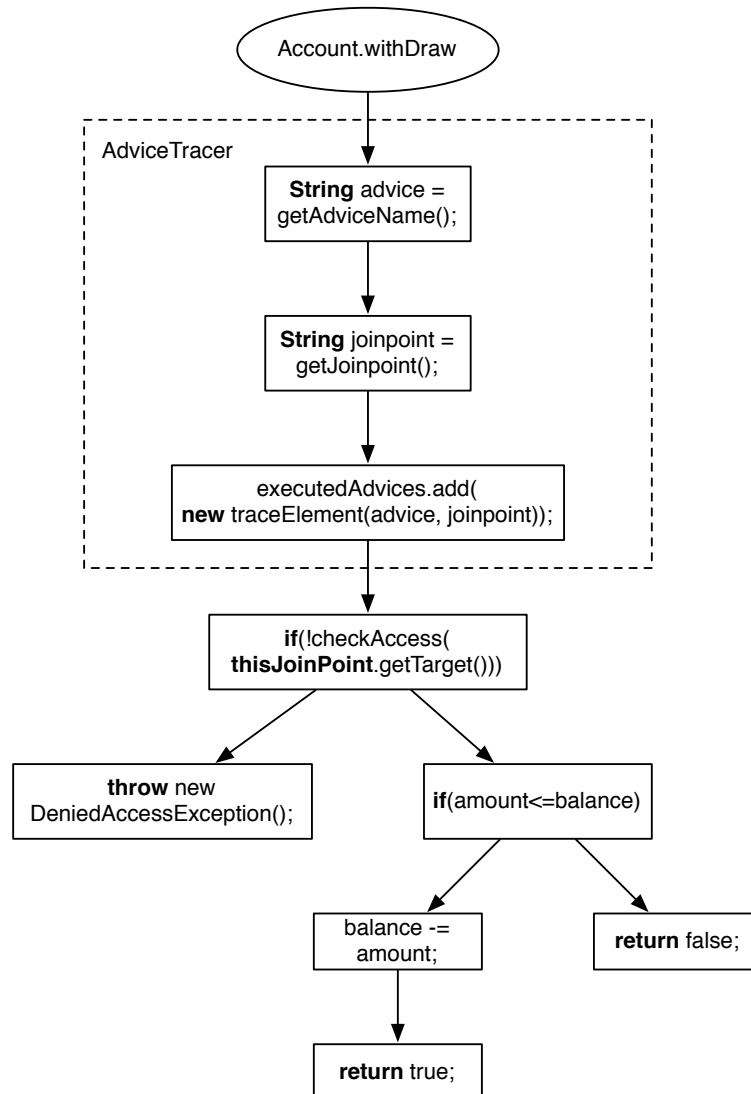 Account.withDraw
AdviceTracer
String advice =
getAdviceName();
String joinpoint =
getJoinpoint();
executedAdvices.add(
new traceElement(advice, joinpoint));
if(!checkAccess(
thisJoinPoint.getTarget()))
throw new
DeniedAccessException();
if(amount<=balance)
balance -=
amount;
return false;
return true;